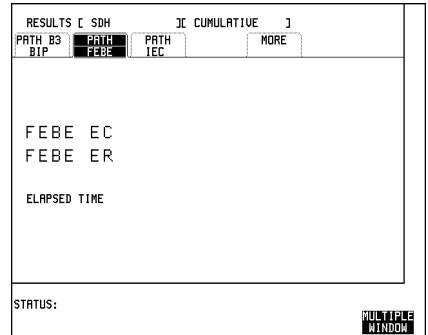 RESULTS [ SDH ][ CUMULATIVE ]
PATH B3 BIP
PATH FEBE
PATH IEC
MORE
FEBE EC
FEBE ER
ELAPSED TIME
STATUS:
MULTIPLE WINDOW